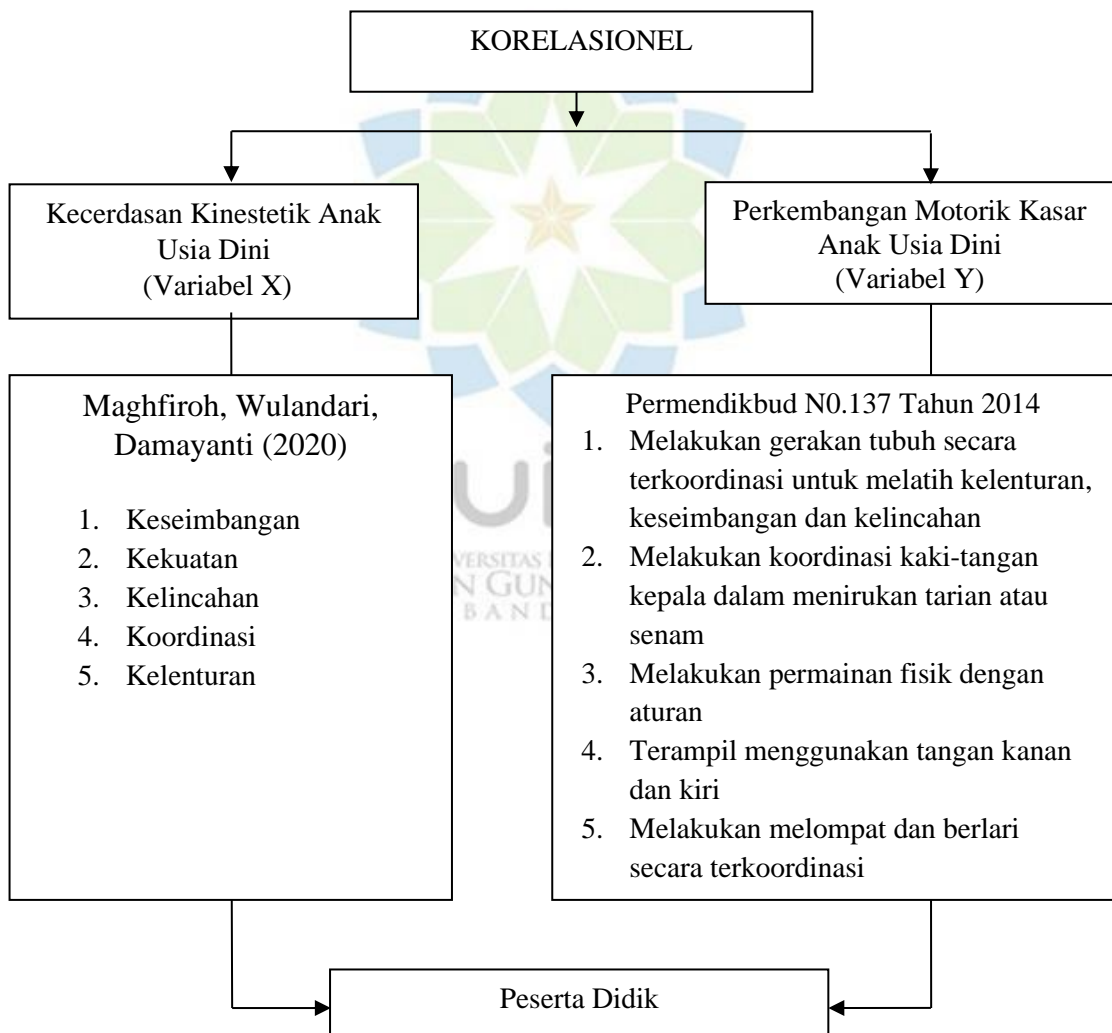 KORELASIONEL
Kecerdasan Kinestetik Anak
Usia Dini
(Variabel X)
Perkembangan Motorik Kasar
Anak Usia Dini
(Variabel Y)
Maghfiroh, Wulandari,
Damayanti (2020)
1. Keseimbangan
2. Kekuatan
3. Kelincahan
4. Koordinasi
5. Kelenturan
Permendikbud N0.137 Tahun 2014
1. Melakukan gerakan tubuh secara
terkoordinasi untuk melatih kelenturan,
keseimbangan dan kelincahan
2. Melakukan koordinasi kaki-tangan
kepala dalam menirukan tarian atau
senam
3. Melakukan permainan fisik dengan
aturan
4. Terampil menggunakan tangan kanan
dan kiri
5. Melakukan melompat dan berlari
secara terkoordinasi
Peserta Didik